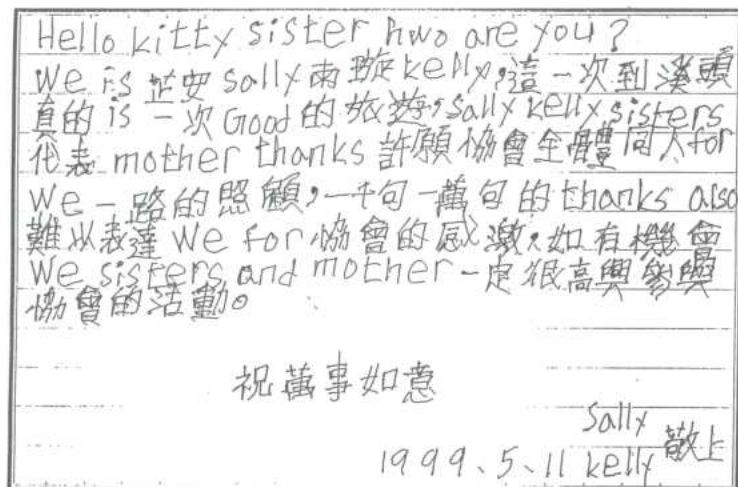 Hello kitty sister hwo are you?
We is 芷安 sally 雨璇 kelly,這一次到溪頭
真的 is 一次 Good 的旅遊,sally kelly sisters
代表 mother thanks 許願協會全體同人 for
We 一路的照顧,一千句一萬句的 thanks also
難以表達 We for 協會的感激,如有機會
We sisters and mother 一定很高興參與
協會的活動。
祝萬事如意
sally
敬上
1999、5、11 kelly